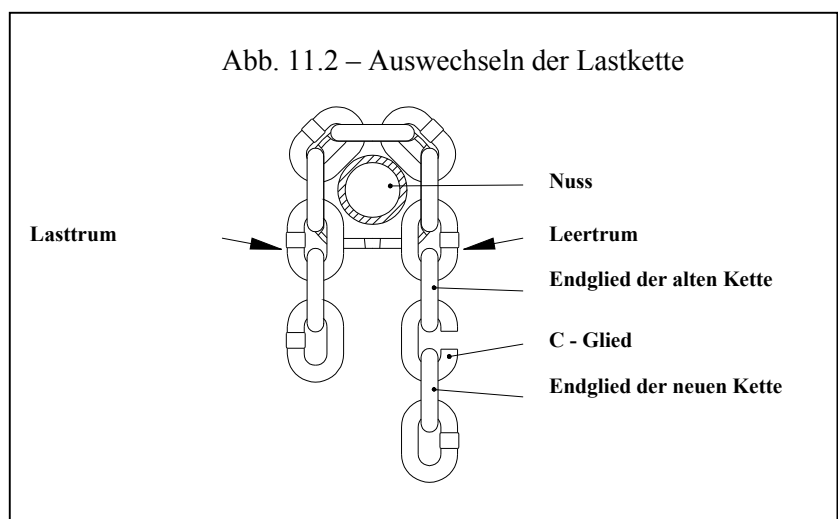 Abb. 11.2 – Auswechseln der Lastkette
Nuss
Lasttrum
Leertrum
Endglied der alten Kette
C - Glied
Endglied der neuen Kette